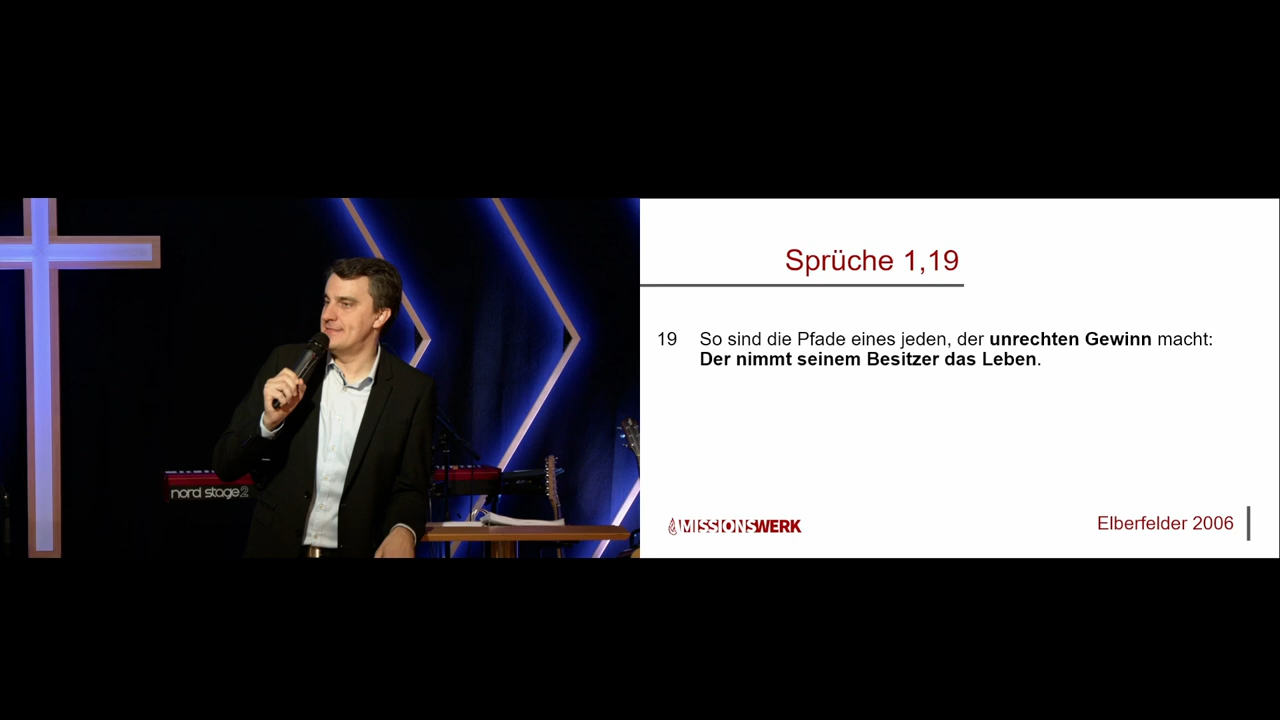 nord stage 2
Sprüche 1,19
19 So sind die Pfade eines jeden, der unrechten Gewinn macht:
Der nimmt seinem Besitzer das Leben.
MISSIONSWERK
Elberfelder 2006